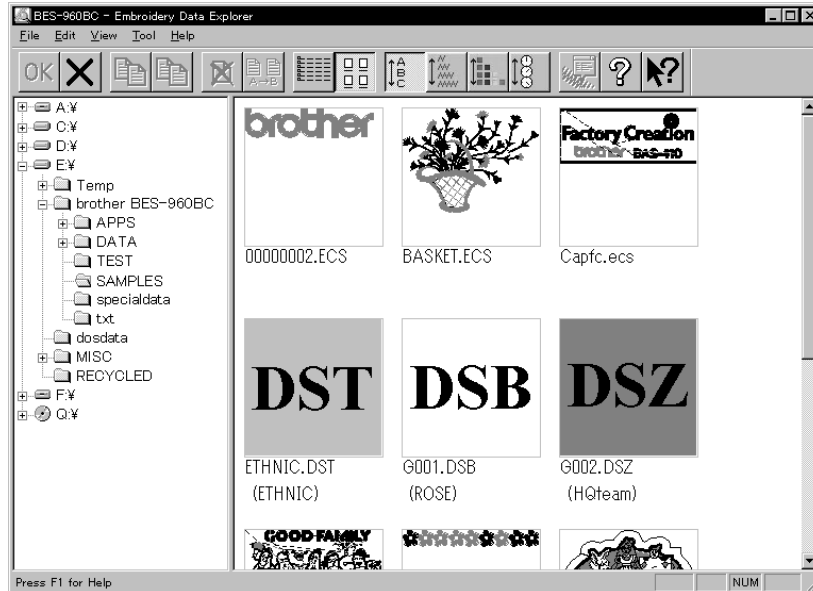 BES-960BC - Embroidery Data Explorer
File Edit View Tool Help
OK A→B A B C
A:¥
C:¥
D:¥
E:¥
Temp
brother BES-960BC
APPS
DATA
TEST
SAMPLES
specialdata
txt
dosdata
MISC
RECYCLED
F:¥
Q:¥
brother
00000002.ECS
BASKET.ECS
Factory Creation
brother BAS-410
Capfc.ecs
DST
ETHNIC.DST
(ETHNIC)
DSB
G001.DSB
(ROSE)
DSZ
G002.DSZ
(HQteam)
GOOD FAMILY
Press F1 for Help
NUM